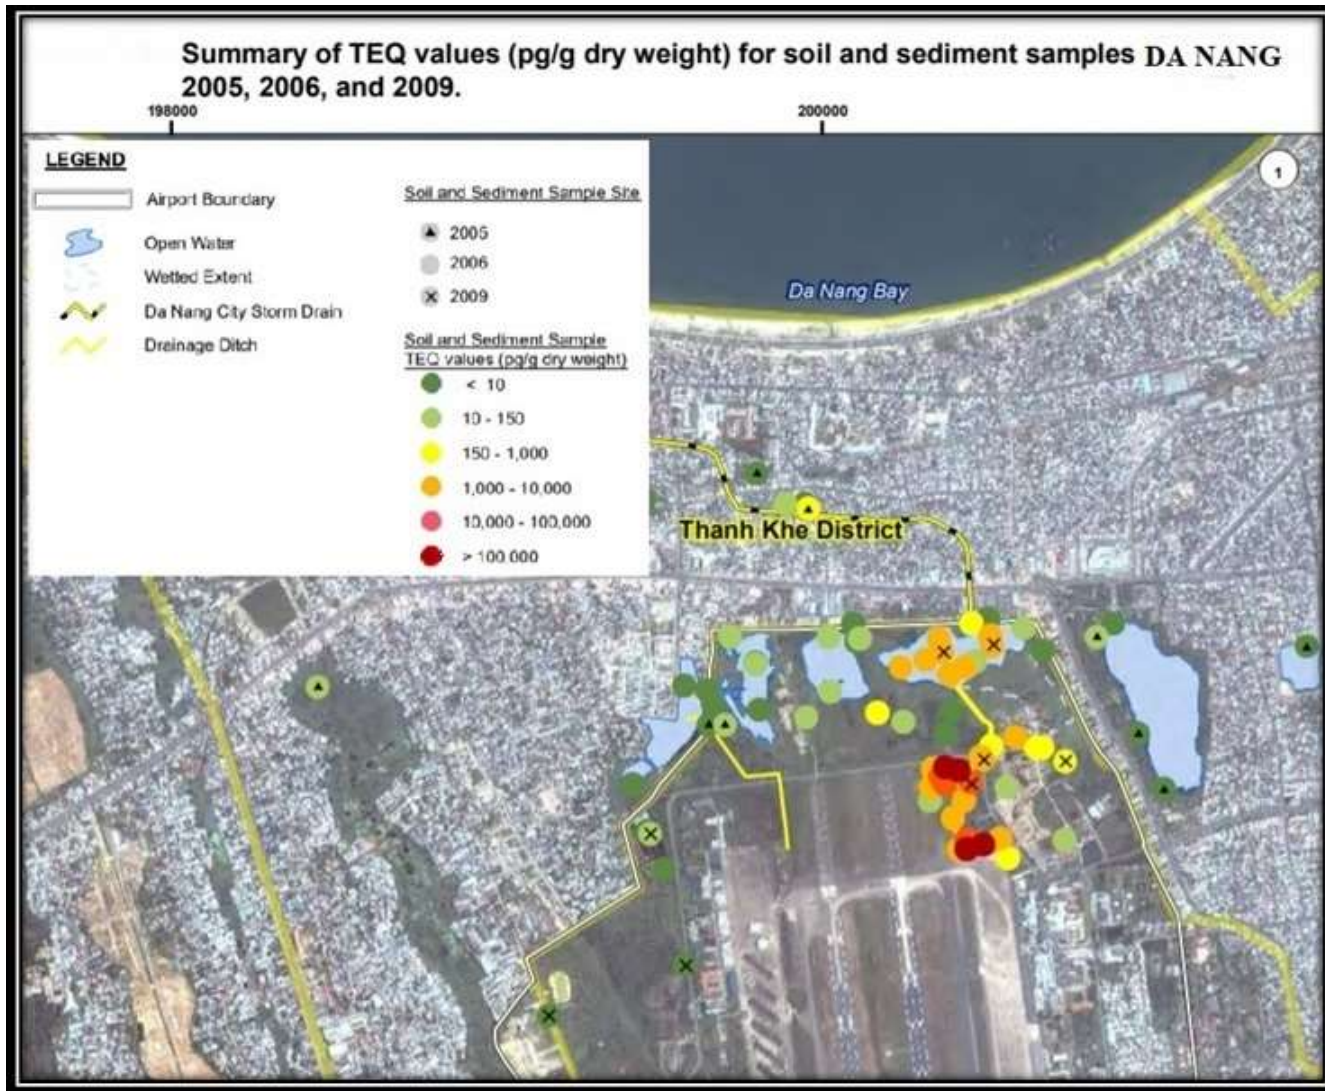 Summary of TEQ values (pg/g dry weight) for soil and sediment samples DA NANG
2005, 2006, and 2009.
198000
200000
LEGEND
Airport Boundary
Open Water
Wetted Extent
Da Nang City Storm Drain
Drainage Ditch
Soil and Sediment Sample Site
2005
2006
2009
Soil and Sediment Sample
TEQ values (pg/g dry weight)
< 10
10 - 150
150 - 1,000
1,000 - 10,000
10,000 - 100,000
> 100,000
1
Da Nang Bay
Thanh Khe District